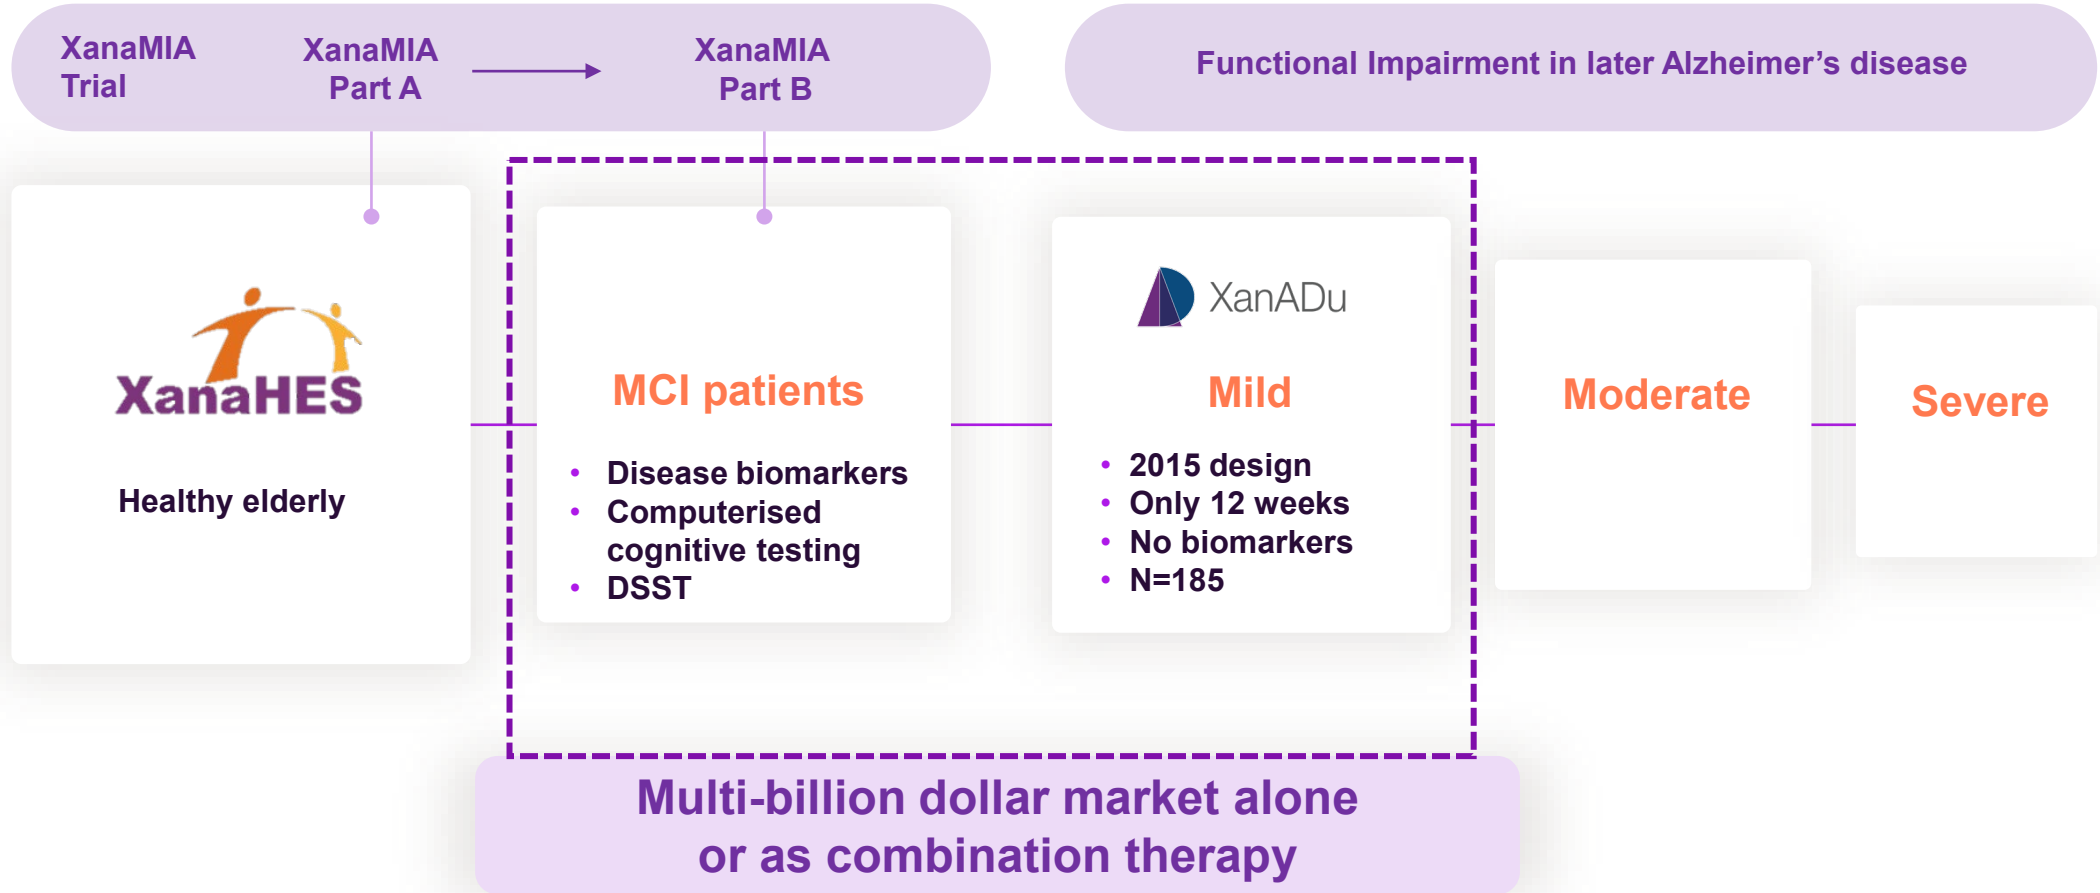 XanaMIA
Trial
XanaMIA
Part A
XanaMIA
Part B
Functional Impairment in later Alzheimer’s disease
XanaHES
Healthy elderly
MCI patients
• Disease biomarkers
• Computerised
cognitive testing
• DSST
XanADu
Mild
• 2015 design
• Only 12 weeks
• No biomarkers
• N=185
Moderate
Severe
Multi-billion dollar market alone
or as combination therapy